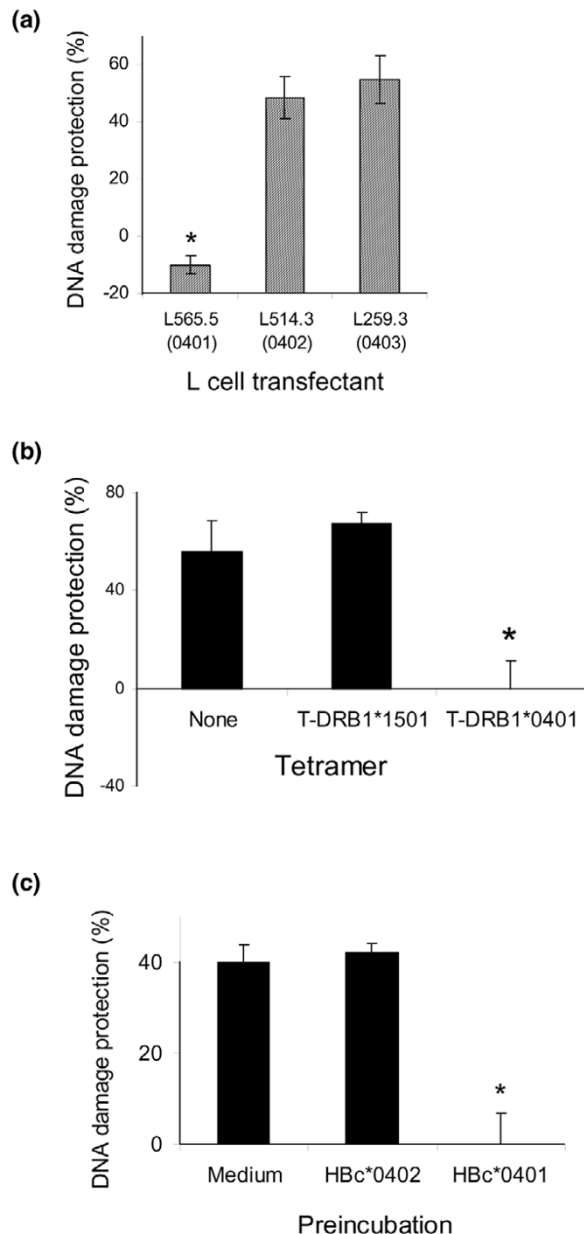 (a)
DNA damage protection (%)
60
40
20
0
-20
*
L565.5 L514.3 L259.3
(0401) (0402) (0403)
L cell transfectant
(b)
DNA damage protection (%)
80
40
0
-40
*
None T-DRB1*1501 T-DRB1*0401
Tetramer
(c)
DNA damage protection (%)
40
20
0
*
Medium HBc*0402 HBc*0401
Preincubation